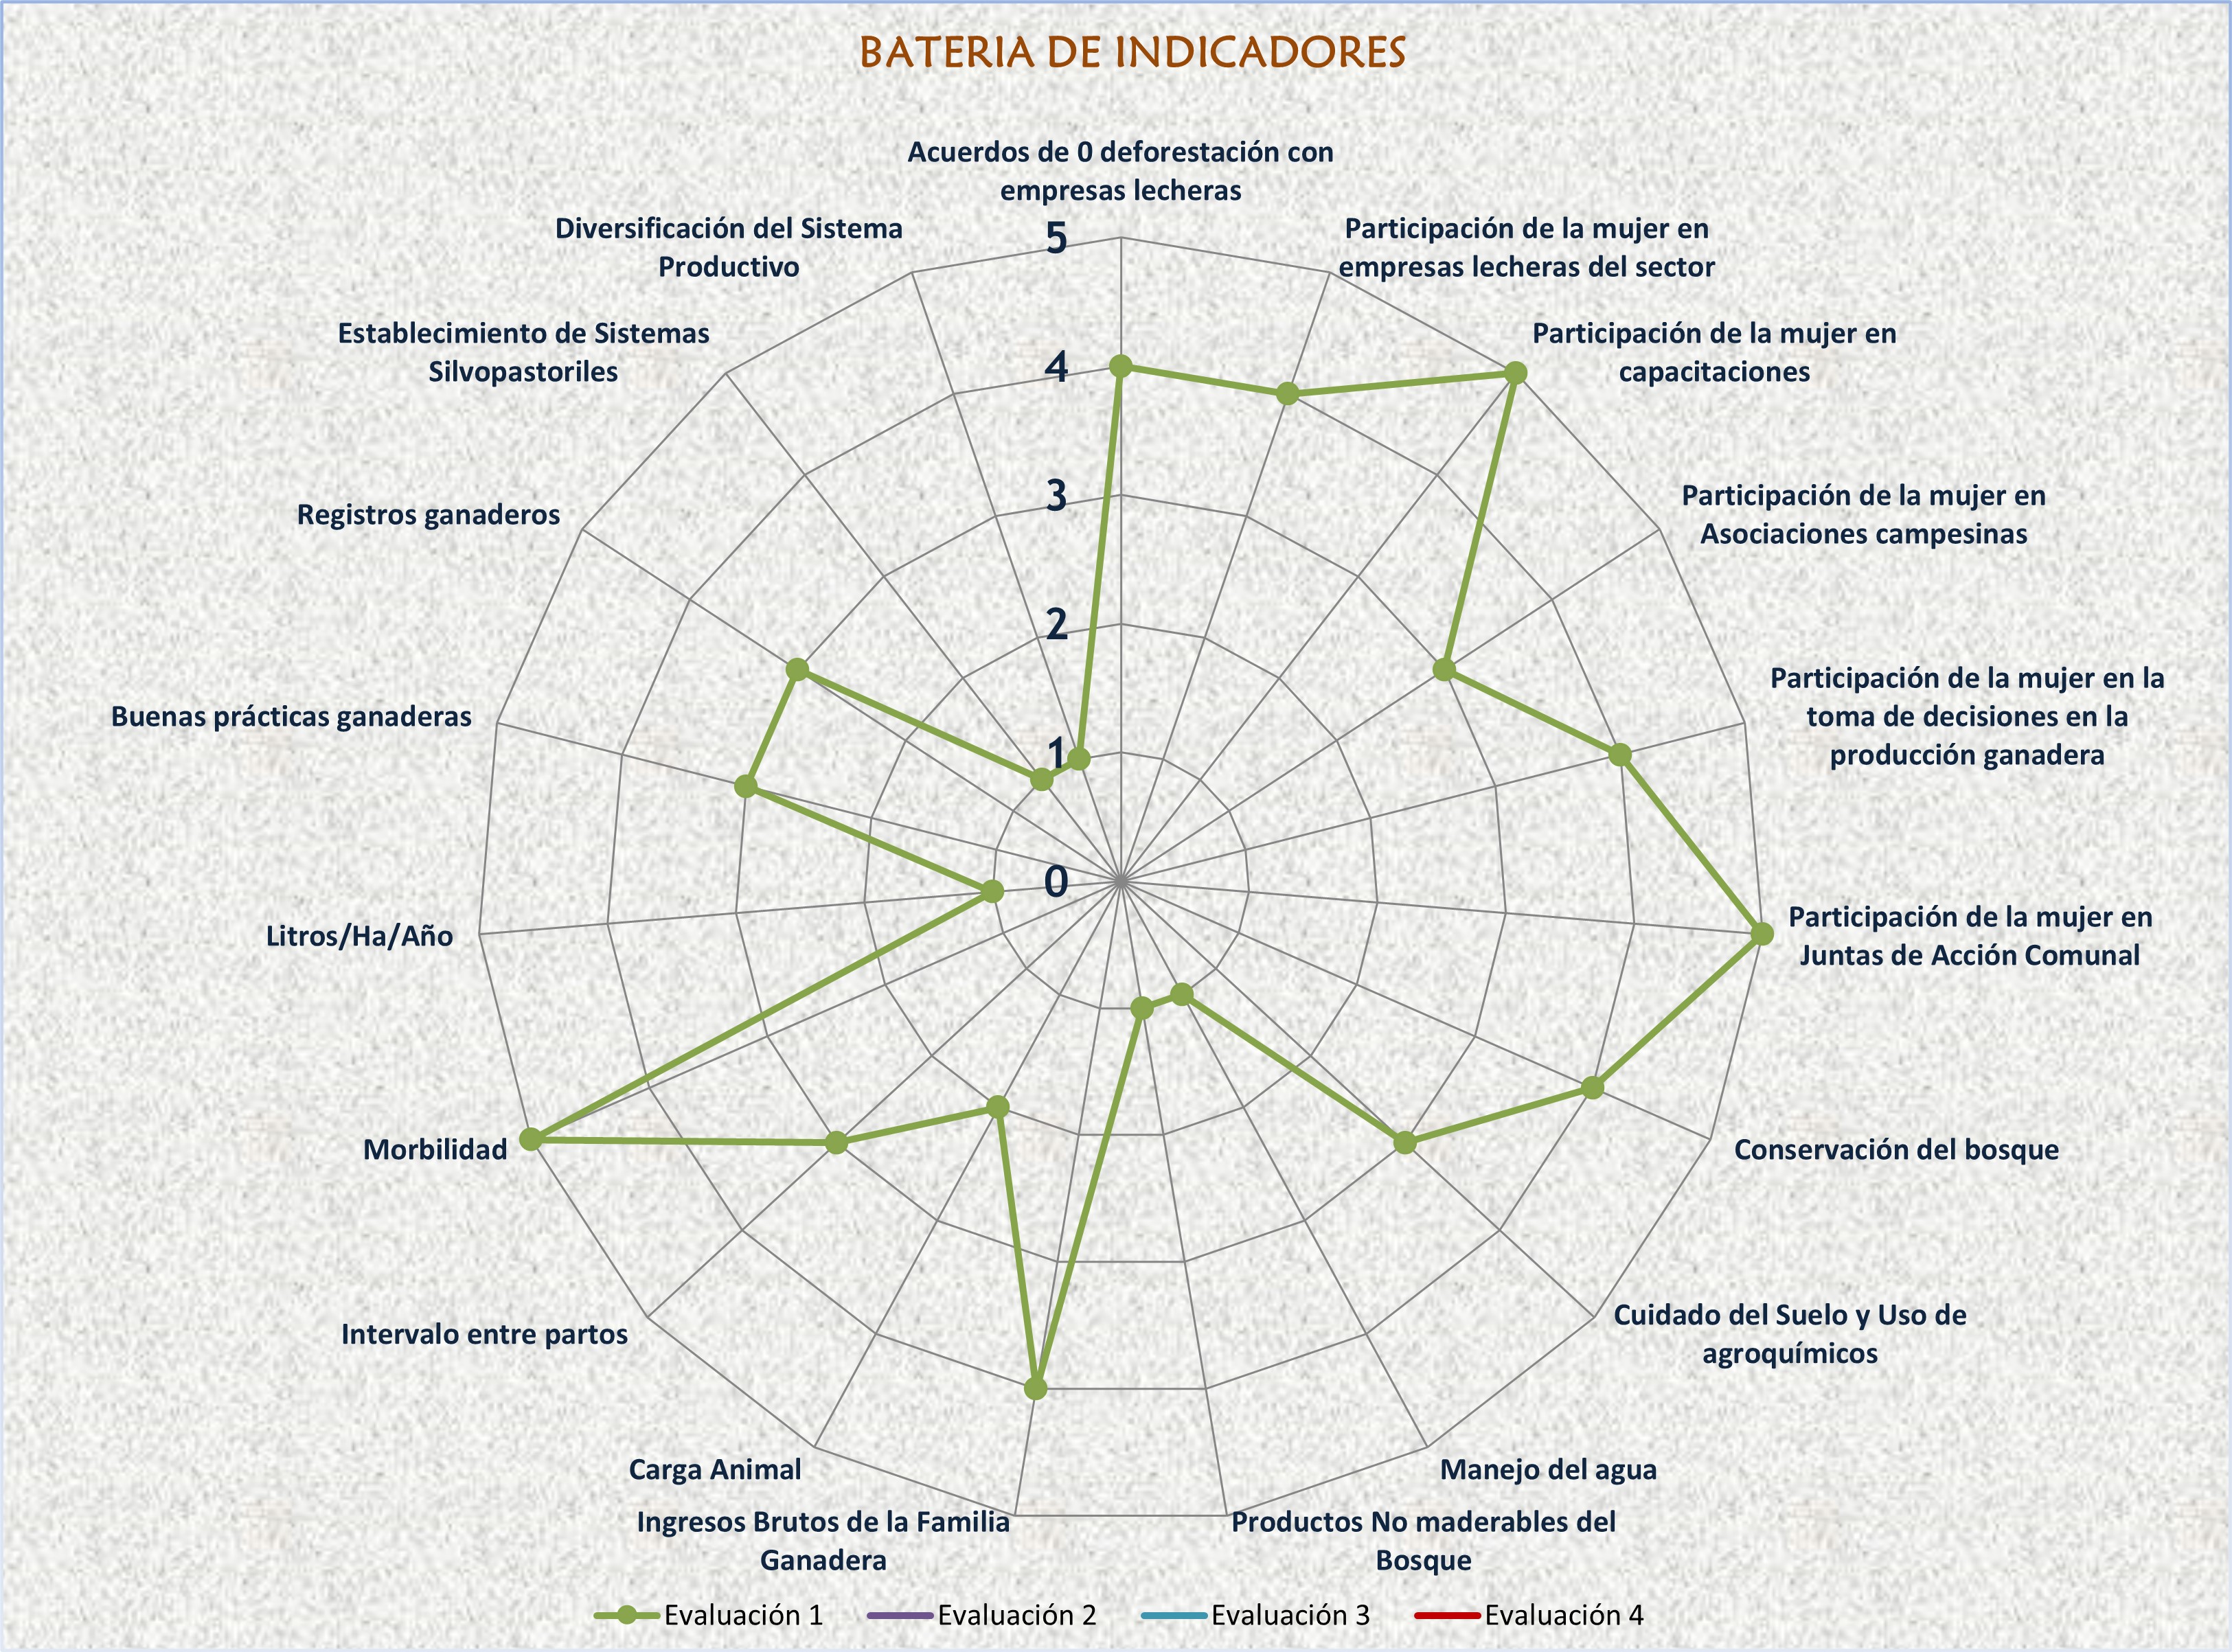 BATERIA DE INDICADORES
Acuerdos de 0 deforestación con
empresas lecheras
Participación de la mujer en
empresas lecheras del sector
Participación de la mujer en
capacitaciones
Participación de la mujer en
Asociaciones campesinas
Participación de la mujer en la
toma de decisiones en la
producción ganadera
Participación de la mujer en
Juntas de Acción Comunal
Conservación del bosque
Cuidado del Suelo y Uso de
agroquímicos
Manejo del agua
Productos No maderables del
Bosque
Ingresos Brutos de la Familia
Ganadera
Carga Animal
Intervalo entre partos
Morbilidad
Litros/Ha/Año
Buenas prácticas ganaderas
Registros ganaderos
Establecimiento de Sistemas
Silvopastoriles
Diversificación del Sistema
Productivo
5
4
3
2
1
0
Evaluación 1
Evaluación 2
Evaluación 3
Evaluación 4